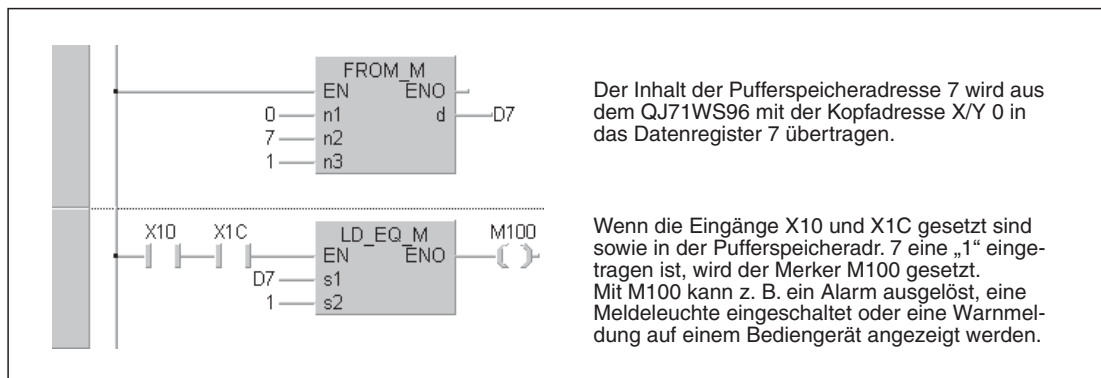 FROM_M
EN ENO
0 n1 d D7
7 n2
1 n3
Der Inhalt der Pufferspeicheradresse 7 wird aus
dem QJ71WS96 mit der Kopfadresse X/Y 0 in
das Datenregister 7 übertragen.
X10 X1C LD_EQ_M M100
EN ENO
D7 s1
1 s2
Wenn die Eingänge X10 und X1C gesetzt sind
sowie in der Pufferspeicheradr. 7 eine „1“ einge-
tragen ist, wird der Merker M100 gesetzt.
Mit M100 kann z. B. ein Alarm ausgelöst, eine
Meldeleuchte eingeschaltet oder eine Warnmel-
dung auf einem Bediengerät angezeigt werden.